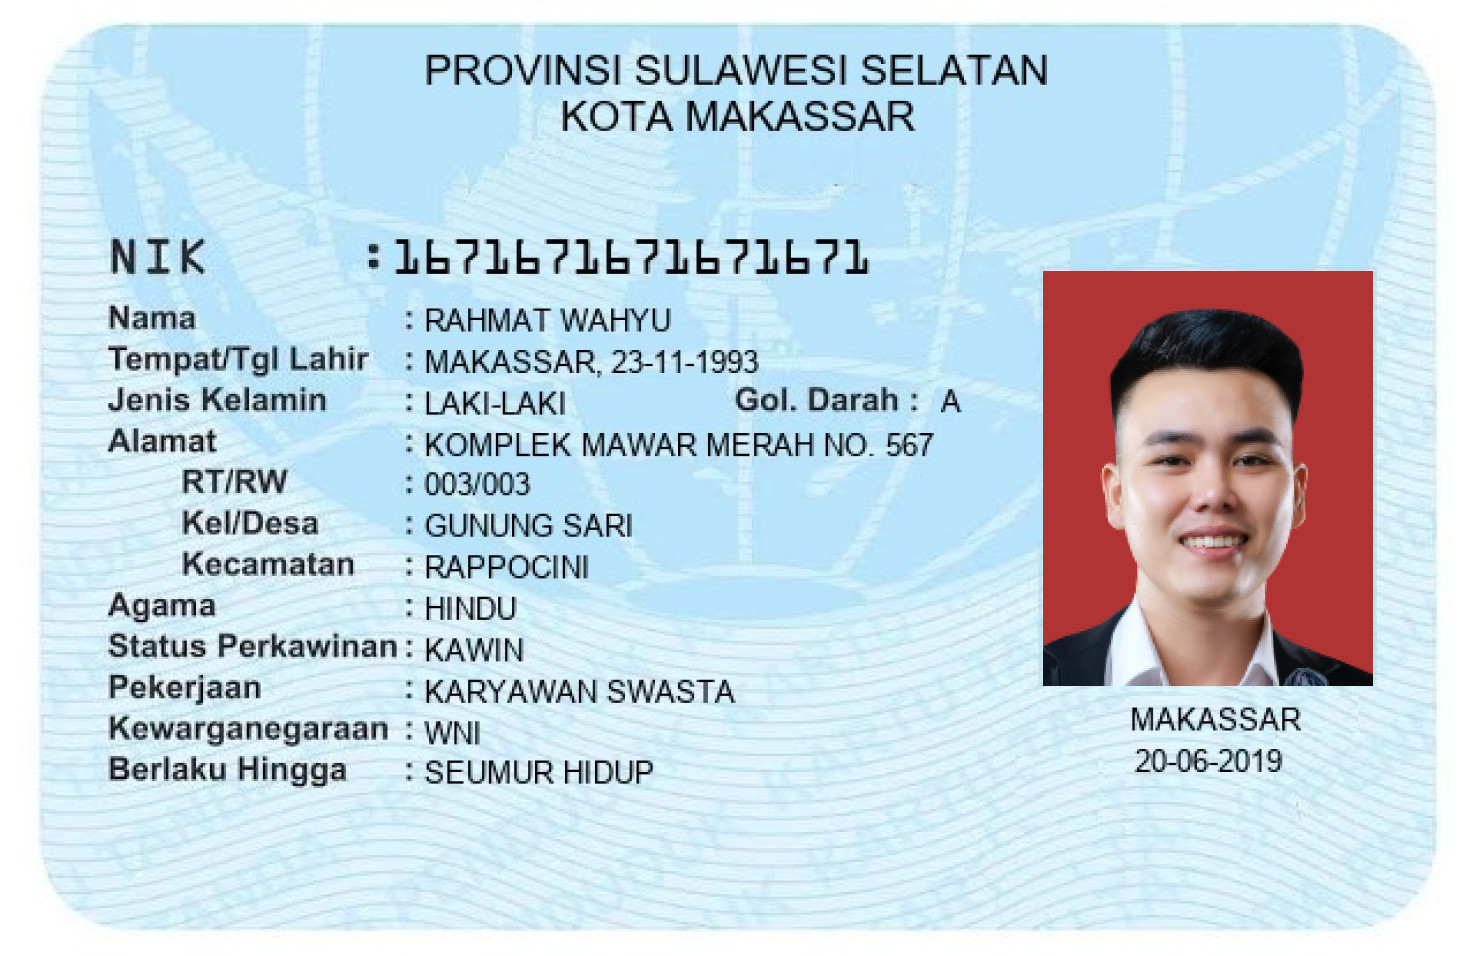 PROVINSI SULAWESI SELATAN
KOTA MAKASSAR
NIK : 1671671671671671
Nama : RAHMAT WAHYU
Tempat/Tgl Lahir : MAKASSAR, 23-11-1993
Jenis Kelamin : LAKI-LAKI Gol. Darah : A
Alamat : KOMPLEK MAWAR MERAH NO. 567
RT/RW : 003/003
Kel/Desa : GUNUNG SARI
Kecamatan : RAPPOCINI
Agama : HINDU
Status Perkawinan : KAWIN
Pekerjaan : KARYAWAN SWASTA
Kewarganegaraan : WNI
Berlaku Hingga : SEUMUR HIDUP
MAKASSAR
20-06-2019